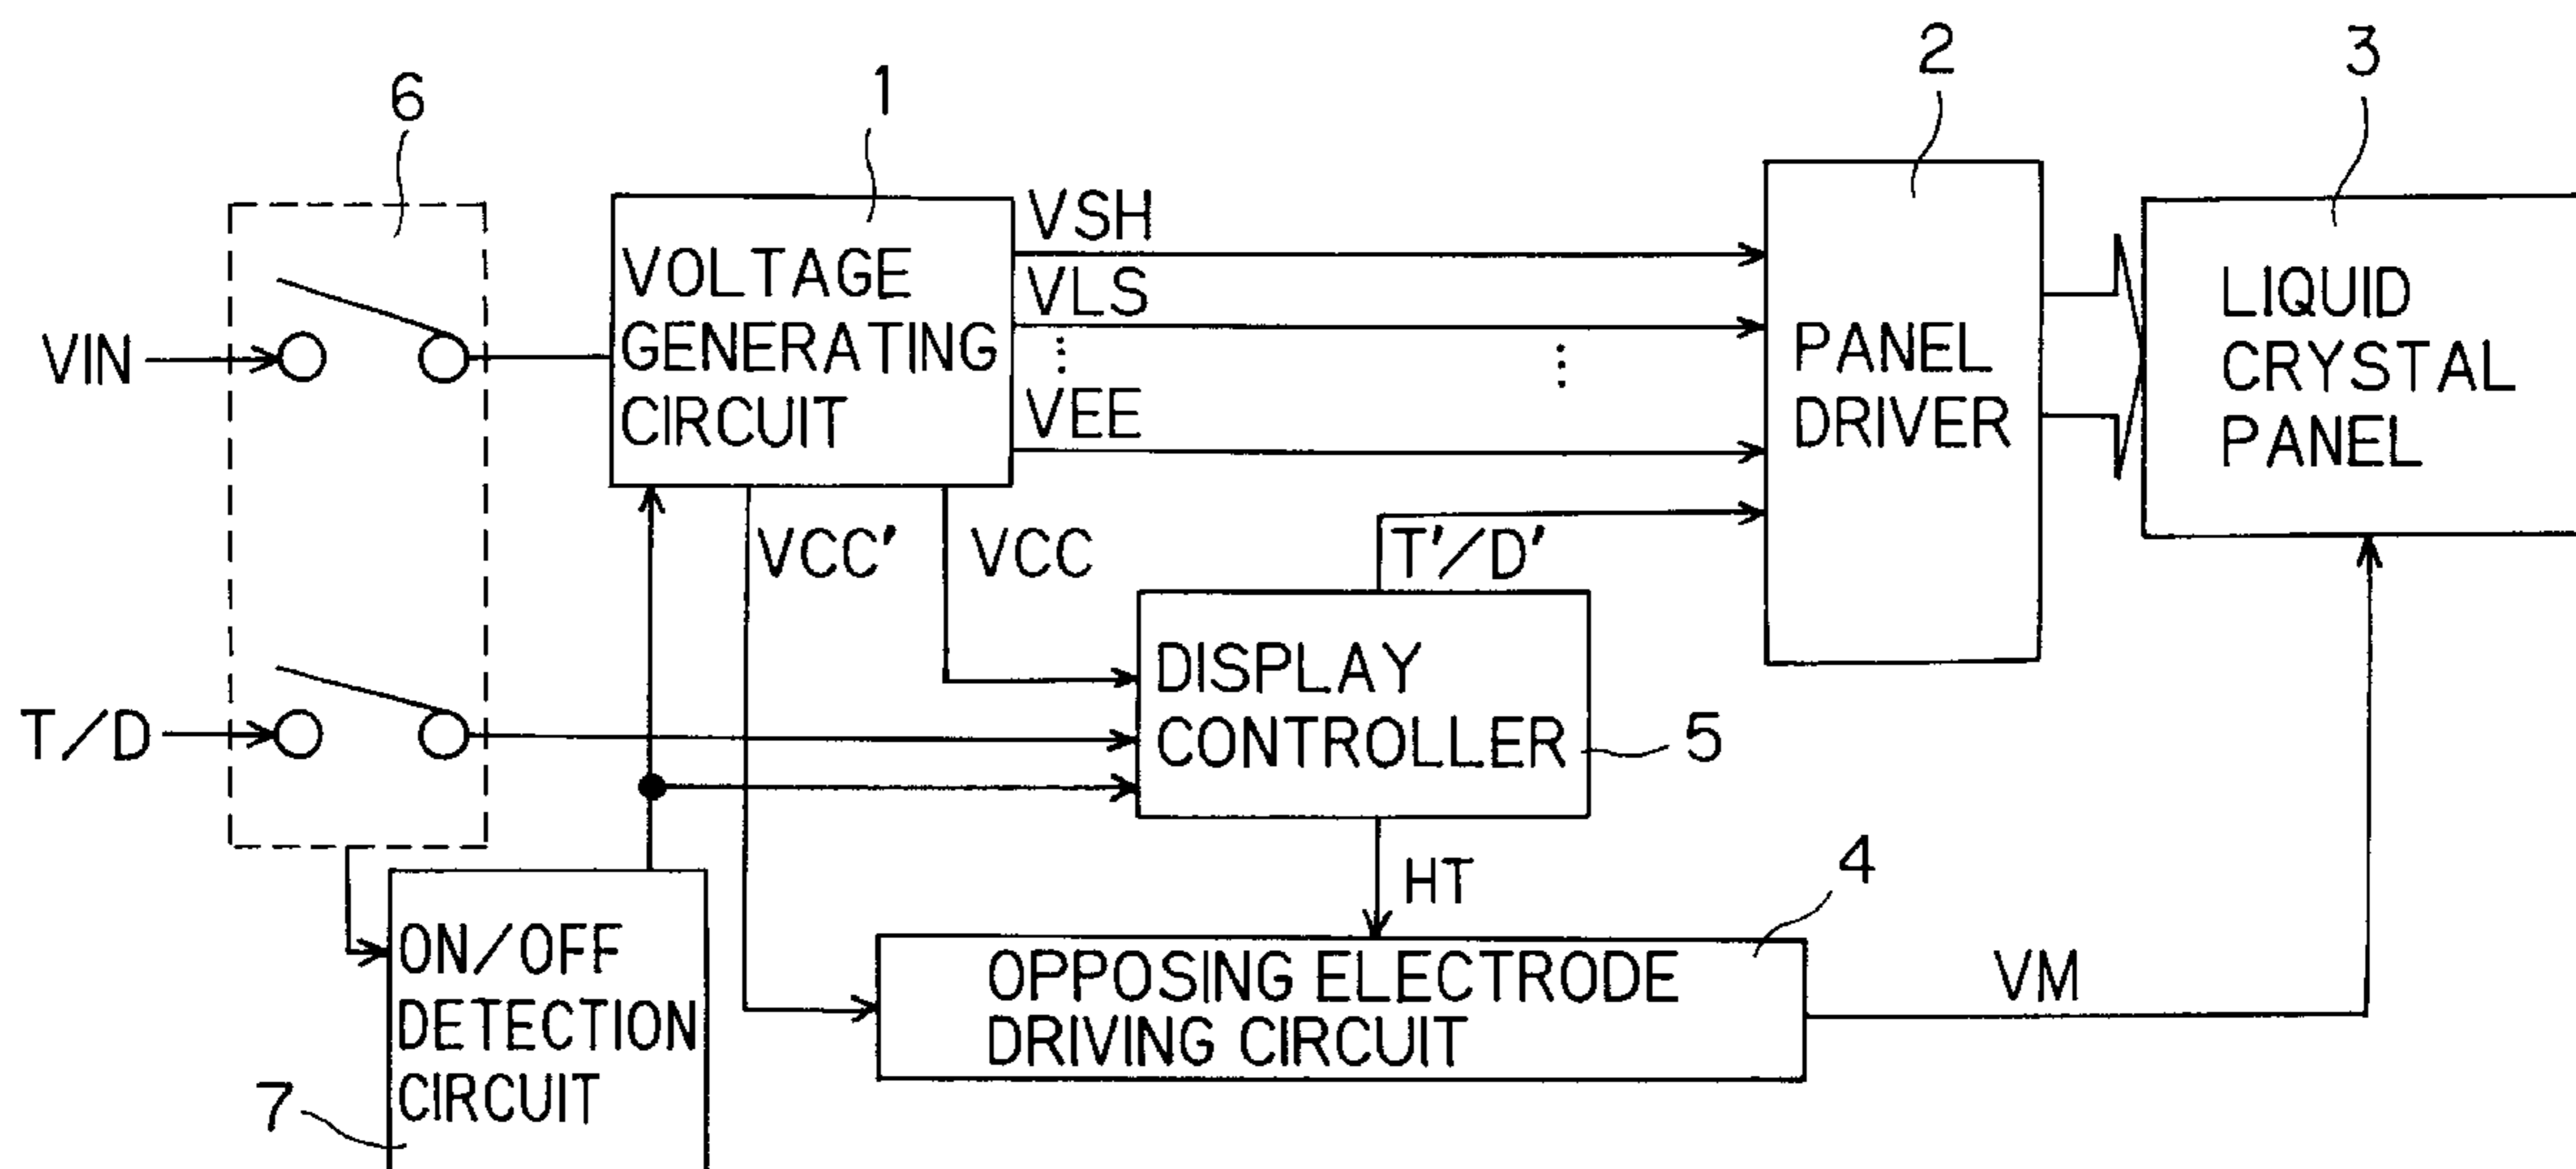 2
3
6
1
VSH
VOLTAGE
GENERATING
CIRCUIT
VLS
VEE
VIN
PANEL
DRIVER
LIQUID
CRYSTAL
PANEL
VCC'
VCC
T'/D'
T/D
DISPLAY
CONTROLLER
5
HT
4
ON/OFF
DETECTION
CIRCUIT
7
OPPOSING ELECTRODE
DRIVING CIRCUIT
VM